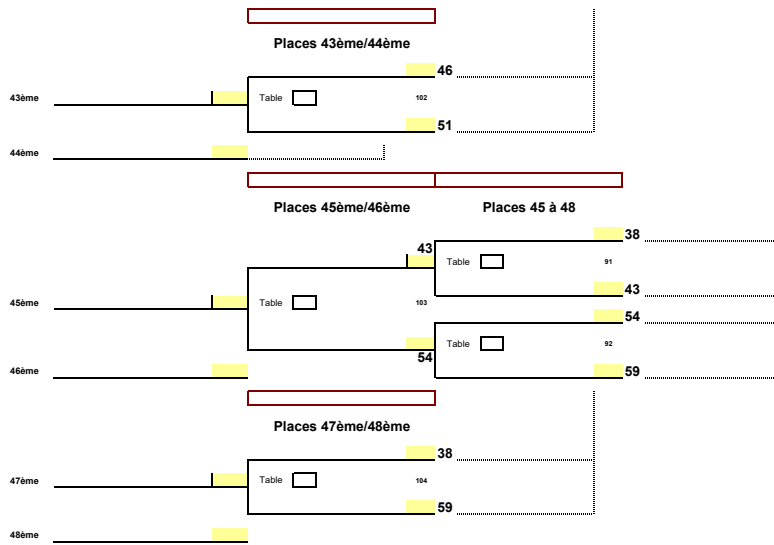 Places 43ème/44ème
46
43ème Table 102
51
44ème
Places 45ème/46ème Places 45 à 48
38
43
Table 91
43
45ème Table 103
54
Table 92
54
46ème 59
Places 47ème/48ème
38
47ème Table 104
59
48ème